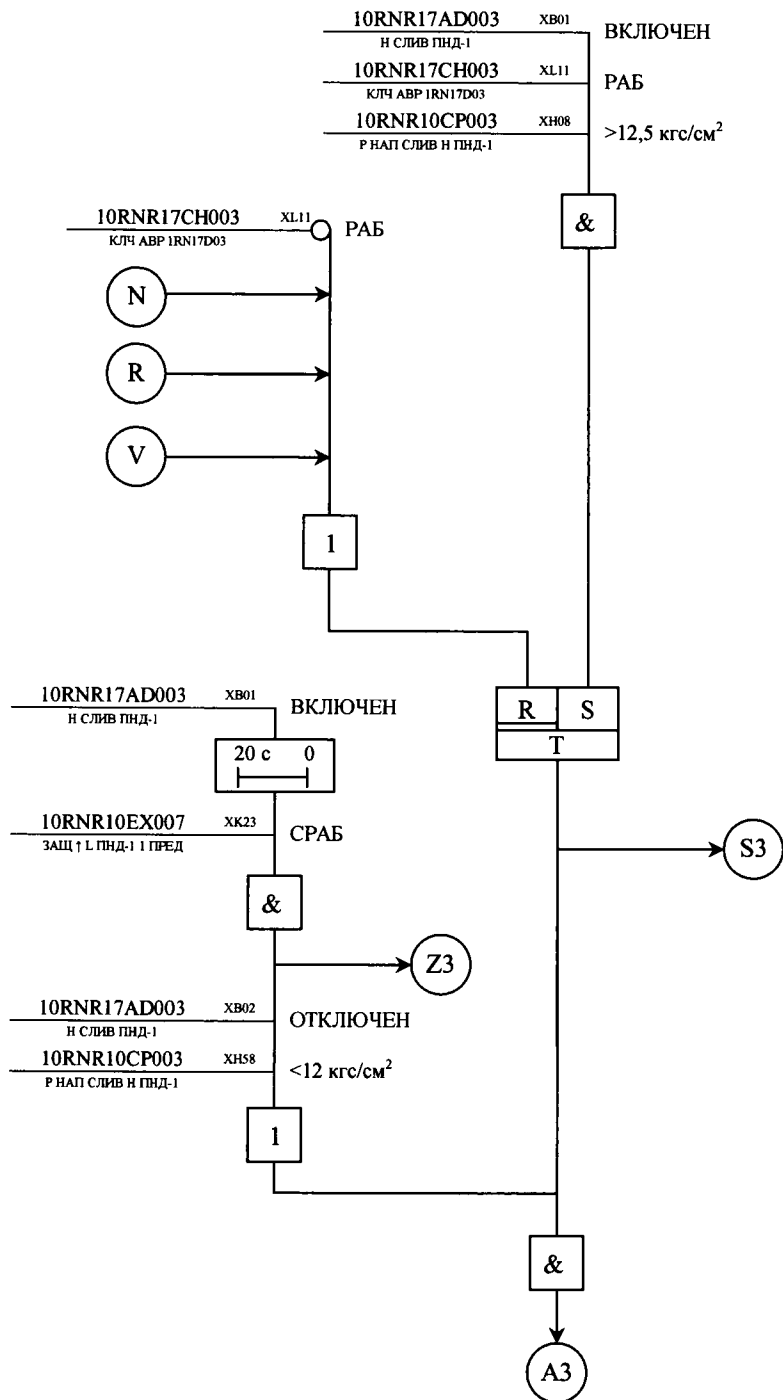 10RNR17AD003 XB01 ВКЛЮЧЕН
Н СЛИВ ПНД-1
10RNR17CH003 XL11 РАБ
КЛЧ АВР 1RN17D03
10RNR10CP003 XH08 >12,5 кгс/см²
Р НАП СЛИВ Н ПНД-1
&
10RNR17CH003 XL11 РАБ
КЛЧ АВР 1RN17D03
N
R
V
1
10RNR17AD003 XB01 ВКЛЮЧЕН
Н СЛИВ ПНД-1
R S
T
20 с 0
10RNR10EX007 XK23 СРАБ
ЗАЩ ↑ L ПНД-1 1 ПРЕД
S3
&
Z3
10RNR17AD003 XB02 ОТКЛЮЧЕН
Н СЛИВ ПНД-1
10RNR10CP003 XH58 <12 кгс/см²
Р НАП СЛИВ Н ПНД-1
1
&
A3